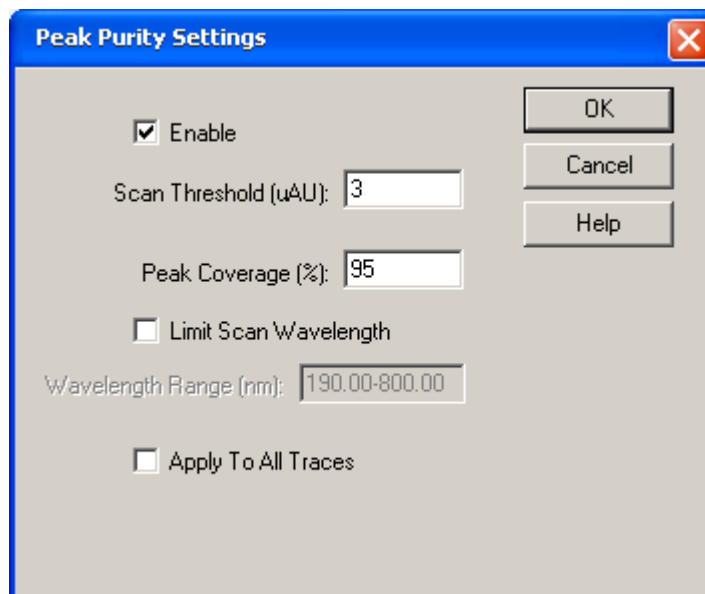 Peak Purity Settings
Enable
OK
Scan Threshold (uAU): 3
Cancel
Help
Peak Coverage (%): 95
Limit Scan Wavelength
Wavelength Range (nm): 190.00-800.00
Apply To All Traces